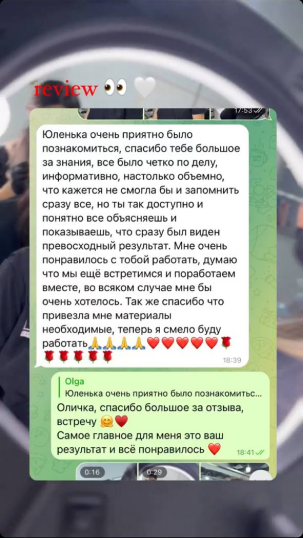 review 👀 🤍
17:53
Юленька очень приятно было
познакомиться, спасибо тебе большое
за знания, все было четко по делу,
информативно, настолько объемно,
что кажется не смогла бы и запомнить
сразу все, но ты так доступно и
понятно все объясняешь и
показываешь, что сразу был виден
превосходный результат. Мне очень
понравилось с тобой работать, думаю
что мы ещё встретимся и поработаем
вместе, во всяком случае мне бы
очень хотелось. Так же спасибо что
привезла мне материалы
необходимые, теперь я смело буду
работать🙏🙏🙏🙏❤️❤️❤️❤️❤️🌹
🌹🌹🌹🌹🌹
18:39
Olga
Юленька очень приятно было познакомитьс...
Оличка, спасибо большое за отзыв,
встречу 🤗♥️
Самое главное для меня это ваш
результат и всё понравилось ❤️
18:41
0:16
0:29